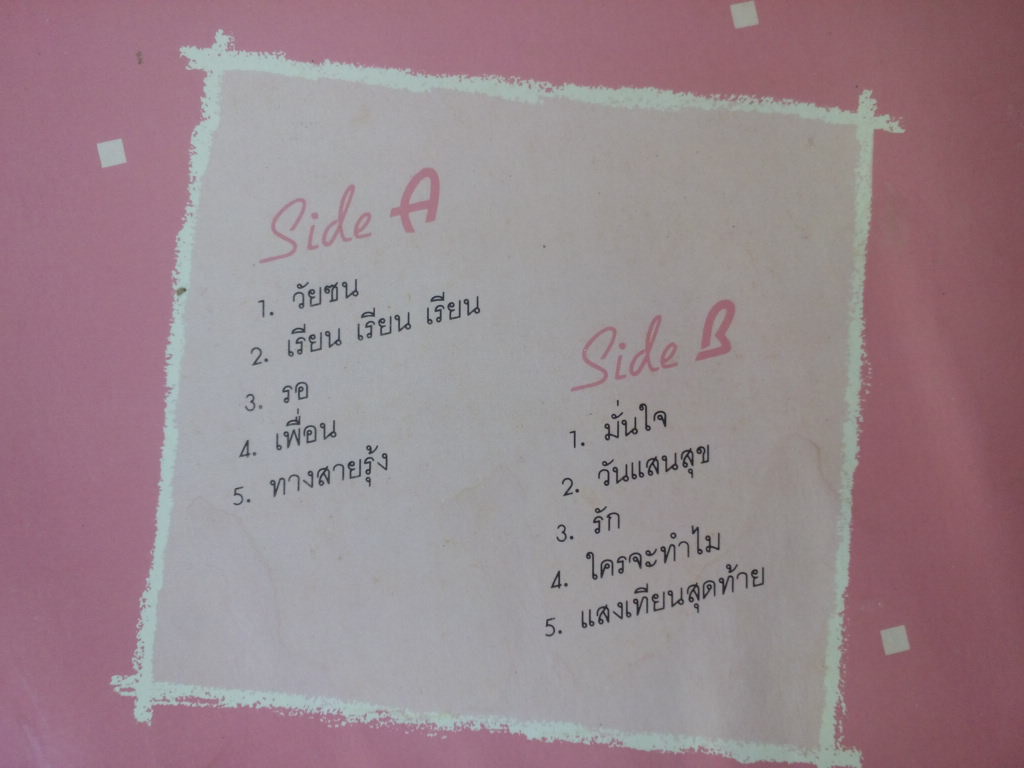 Side A
1. วัยซน
2. เรียน เรียน เรียน
3. รอ
4. เพื่อน
5. ทางสายรุ้ง
Side B
1. มั่นใจ
2. วันแสนสุข
3. รัก
4. ใครจะทำไม
5. แสงเทียนสุดท้าย